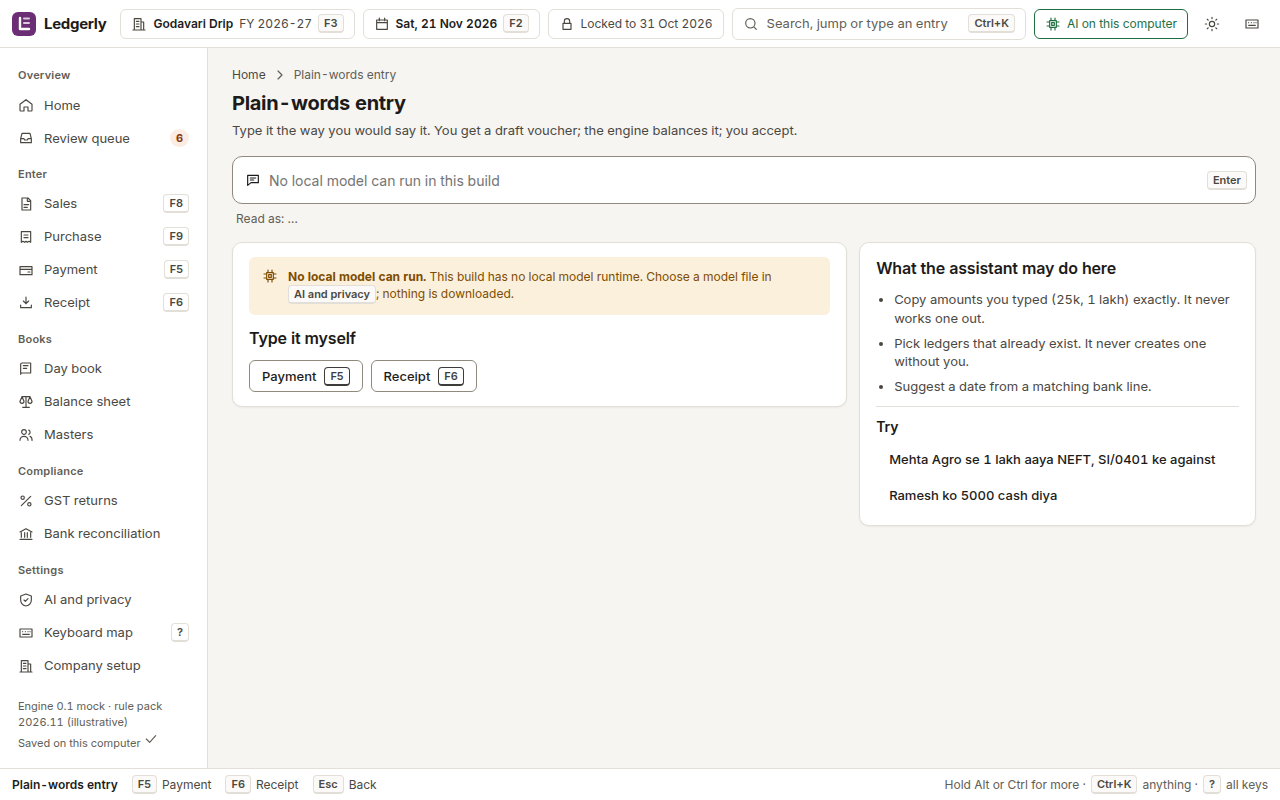 Ledgerly
Godavari Drip FY 2026-27 F3
Sat, 21 Nov 2026 F2
Locked to 31 Oct 2026
Search, jump or type an entry Ctrl+K
AI on this computer
Overview
Home
Review queue 6
Enter
Sales F8
Purchase F9
Payment F5
Receipt F6
Books
Day book
Balance sheet
Masters
Compliance
GST returns
Bank reconciliation
Settings
AI and privacy
Keyboard map ?
Company setup
Engine 0.1 mock · rule pack
2026.11 (illustrative)
Saved on this computer
Home > Plain-words entry
Plain-words entry
Type it the way you would say it. You get a draft voucher; the engine balances it; you accept.
No local model can run in this build Enter
Read as: ...
No local model can run. This build has no local model runtime. Choose a model file in
AI and privacy ; nothing is downloaded.
Type it myself
Payment F5 Receipt F6
What the assistant may do here
• Copy amounts you typed (25k, 1 lakh) exactly. It never
works one out.
• Pick ledgers that already exist. It never creates one
without you.
• Suggest a date from a matching bank line.
Try
Mehta Agro se 1 lakh aaya NEFT, SI/0401 ke against
Ramesh ko 5000 cash diya
Plain-words entry F5 Payment F6 Receipt Esc Back
Hold Alt or Ctrl for more · Ctrl+K anything · ? all keys